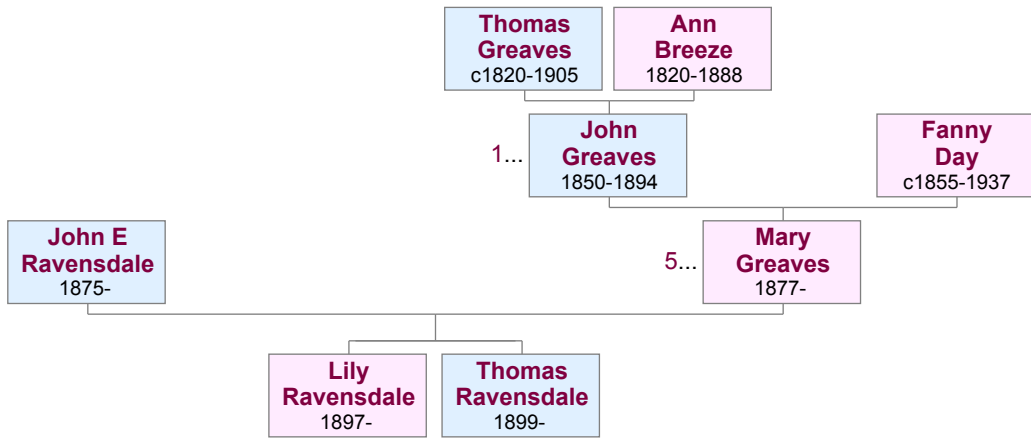 Thomas
Greaves
c1820-1905
Ann
Breeze
1820-1888
1...
John
Greaves
1850-1894
Fanny
Day
c1855-1937
John E
Ravensdale
1875-
5...
Mary
Greaves
1877-
Lily
Ravensdale
1897-
Thomas
Ravensdale
1899-